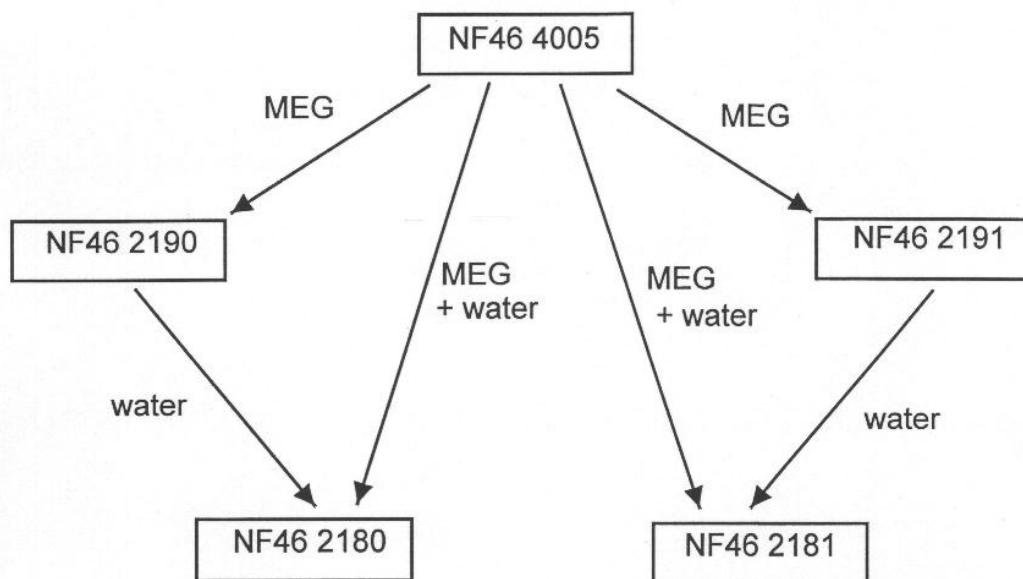 NF46 4005
MEG
MEG
NF46 2190
NF46 2191
MEG
+ water
MEG
+ water
water
water
NF46 2180
NF46 2181